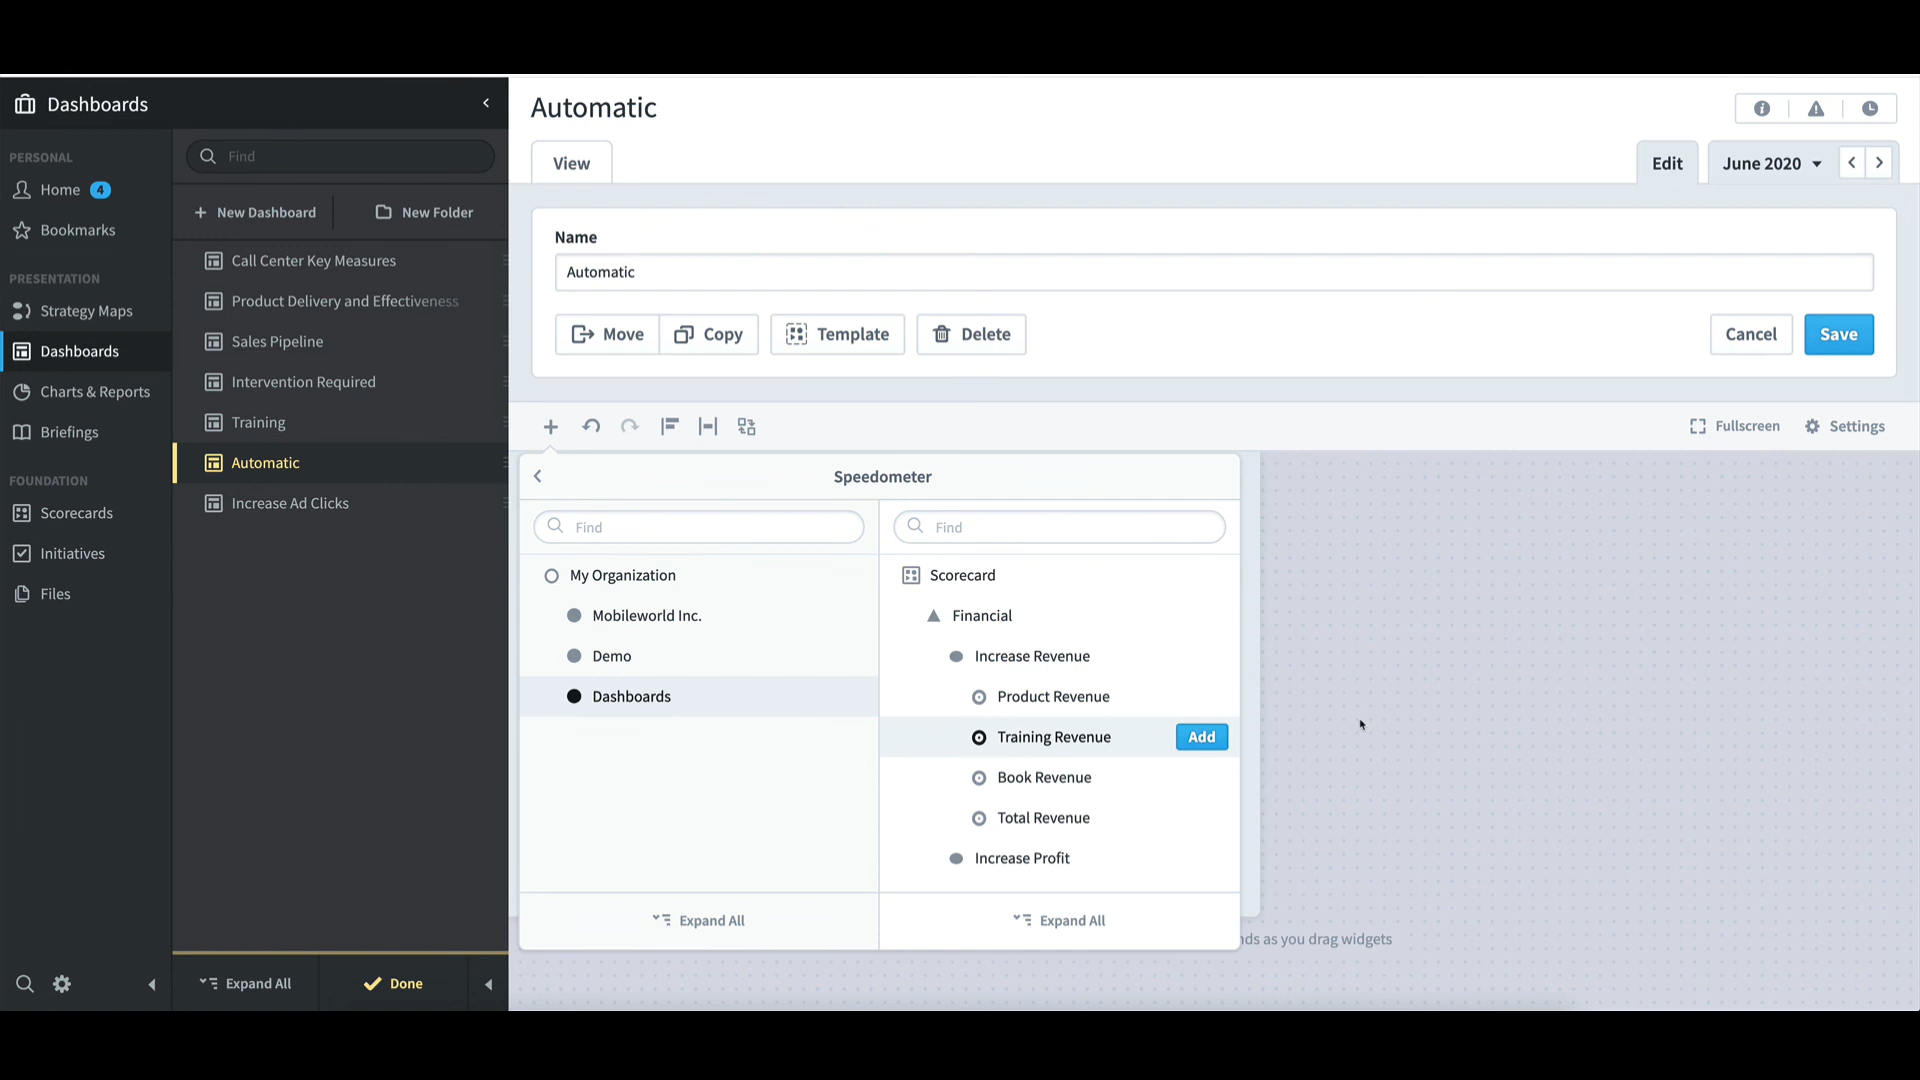 Dashboards
PERSONAL
Home 4
Bookmarks
PRESENTATION
Strategy Maps
Dashboards
Charts & Reports
Briefings
FOUNDATION
Scorecards
Initiatives
Files
Find
New Dashboard
New Folder
Call Center Key Measures
Product Delivery and Effectiveness
Sales Pipeline
Intervention Required
Training
Automatic
Increase Ad Clicks
Expand All
Done
Automatic
View
Edit
June 2020
Name
Automatic
Move
Copy
Template
Delete
Cancel
Save
Fullscreen
Settings
Speedometer
Find
My Organization
Mobileworld Inc.
Demo
Dashboards
Expand All
Find
Scorecard
Financial
Increase Revenue
Product Revenue
Training Revenue Add
Book Revenue
Total Revenue
Increase Profit
Expand All
as you drag widgets